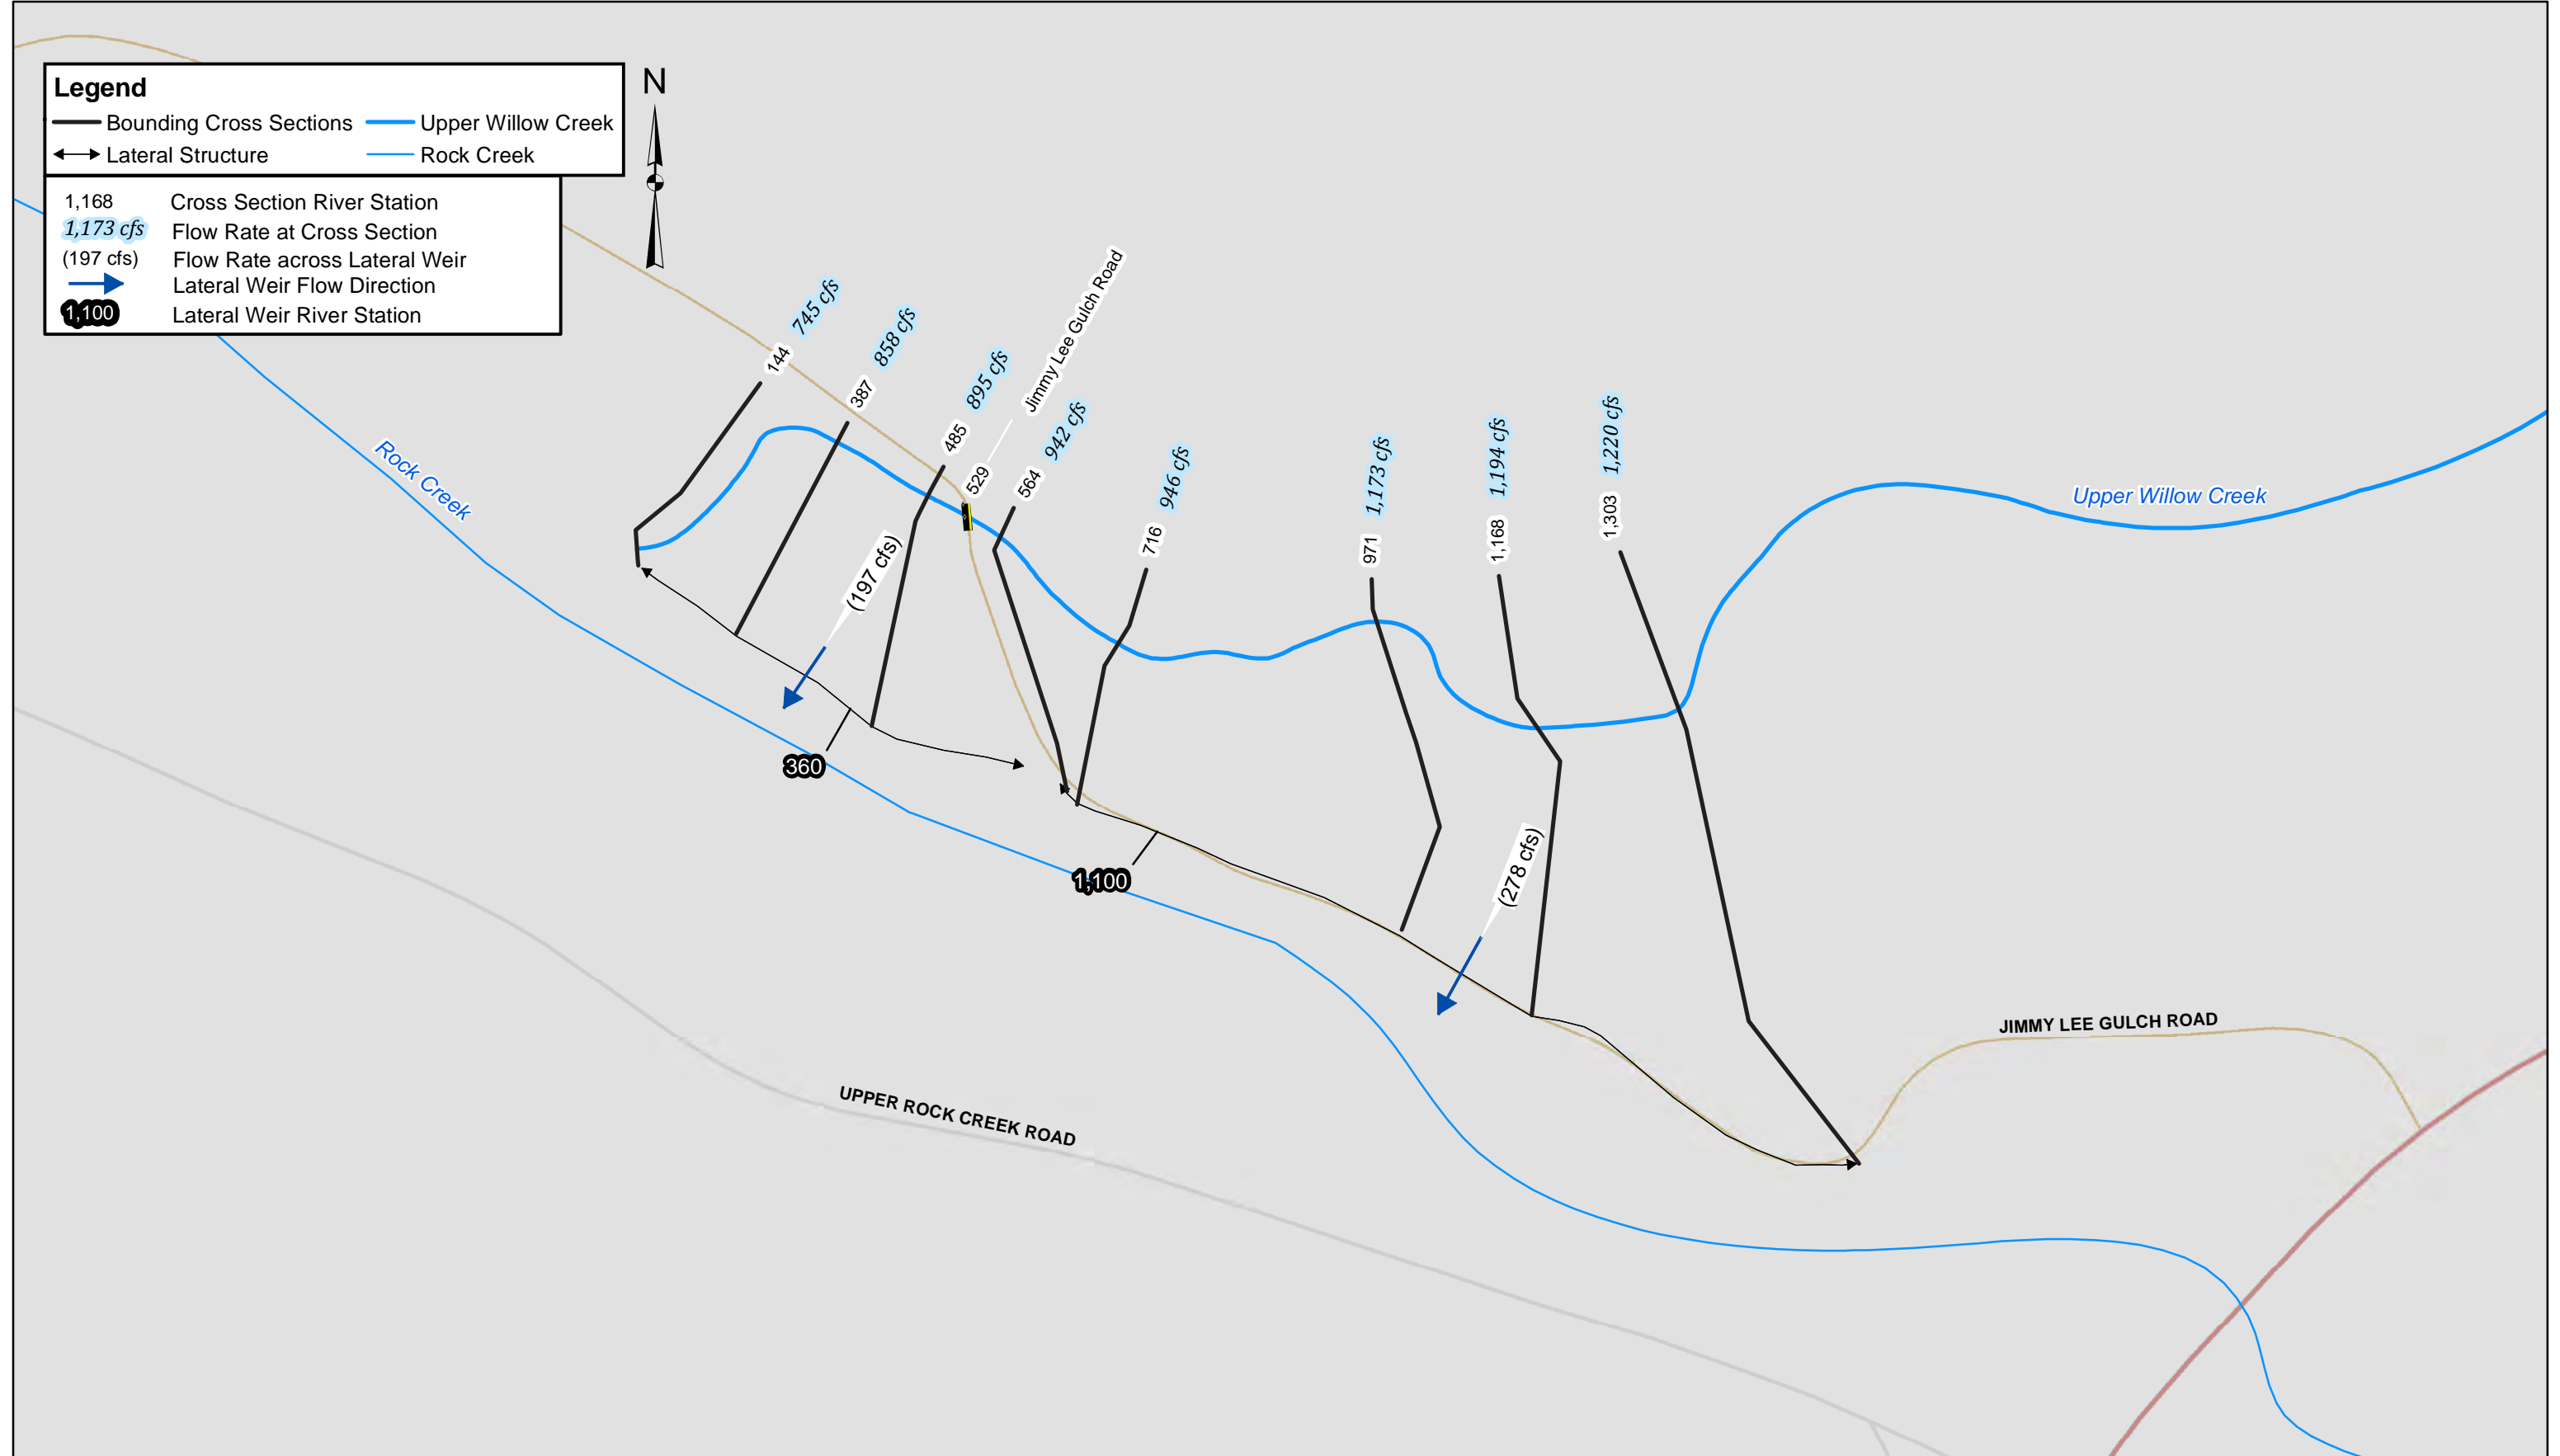 Legend
Bounding Cross Sections
Upper Willow Creek
Lateral Structure
Rock Creek
1,168 Cross Section River Station
1,173 cfs Flow Rate at Cross Section
(197 cfs) Flow Rate across Lateral Weir
Lateral Weir Flow Direction
1,100 Lateral Weir River Station
N
144 745 cfs
387 858 cfs
485 895 cfs
529 Jimmy Lee Gulch Road
564 942 cfs
716 946 cfs
971 1,173 cfs
1,168 1,194 cfs
1,303 1,220 cfs
Rock Creek
Upper Willow Creek
(197 cfs)
360
1,100
(278 cfs)
JIMMY LEE GULCH ROAD
UPPER ROCK CREEK ROAD